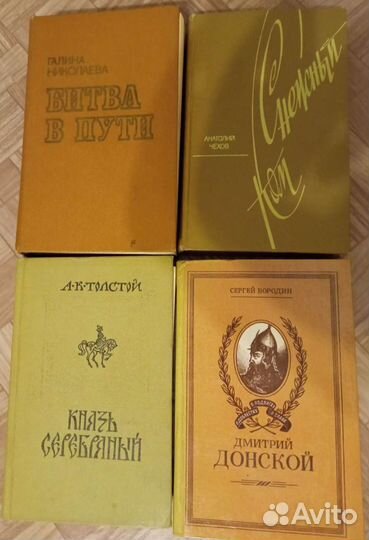 ГАЛИНА
НИКОЛАЕВА
БИТВА
В ПУТИ
Снежный
АНАТОЛИЙ
ЧЕХОВ
Ком
А·К·ТОЛСТОЙ
КНЯЗЬ
СЕРЕБРЯНЫЙ
СЕРГЕЙ БОРОДИН
ДМИТРИЙ
ДОНСКОЙ
Avito